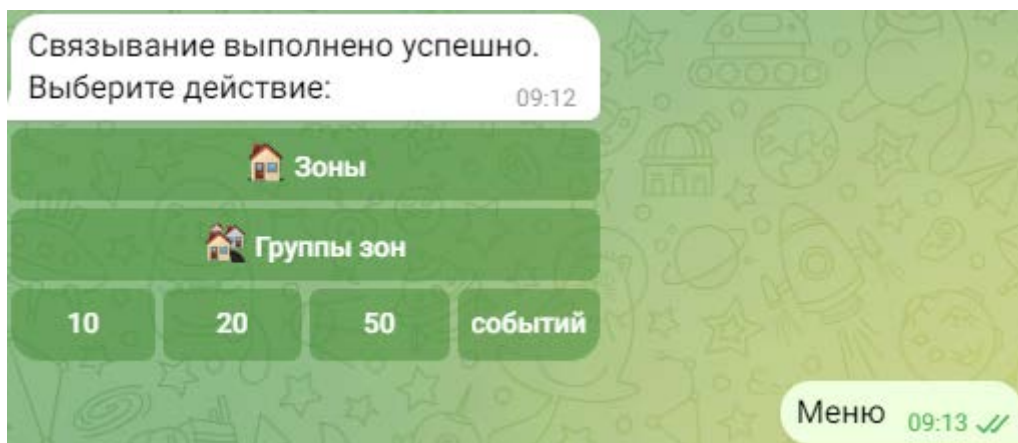 Связывание выполнено успешно.
Выберите действие:
09:12
Зоны
Группы зон
10 20 50 событий
Меню 09:13